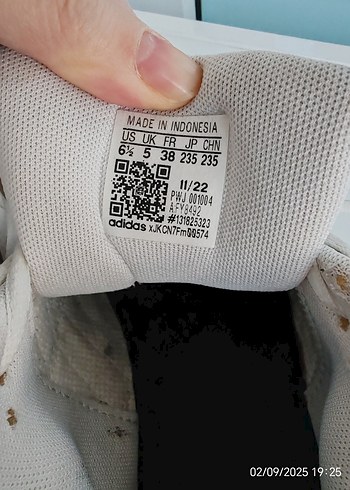 MADE IN INDONESIA
US UK FR JP CHN
6½ 5 38 235 235
11/22
PWJ 001004
AFY8492
#131825323
adidas xJKCN7Fm00574
02/09/2025 19:25